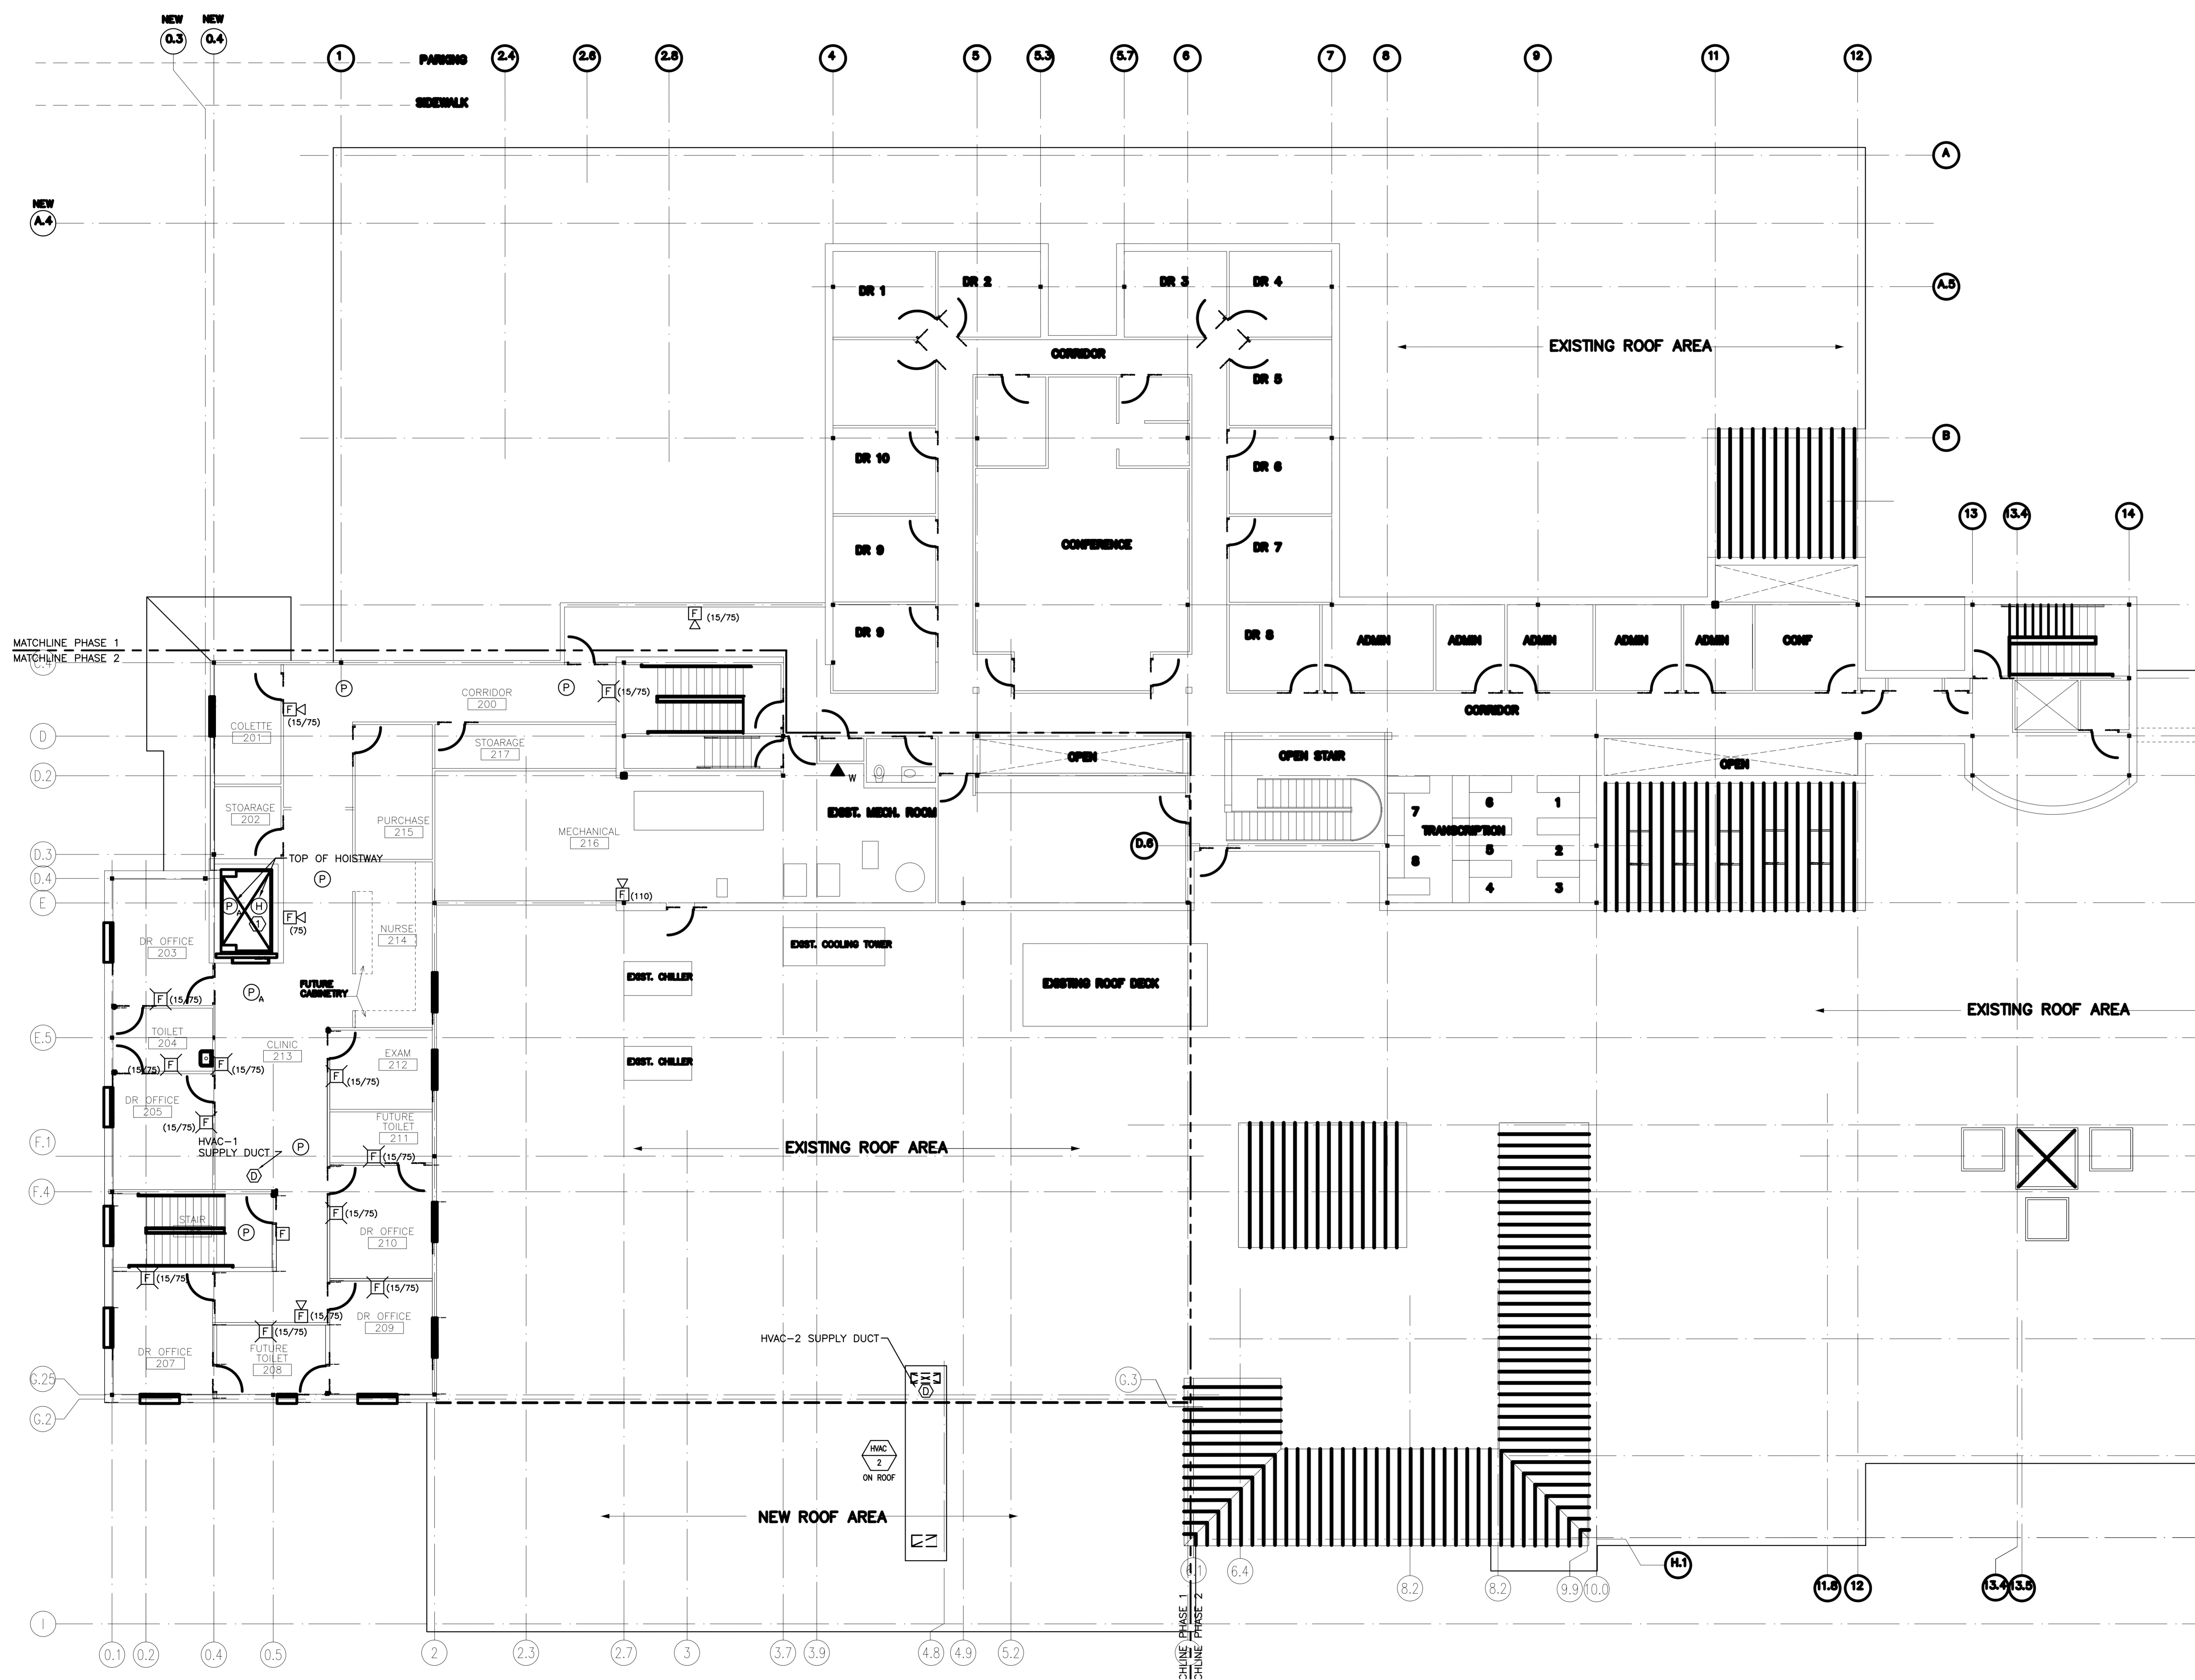 NEW
NEW
0.3
0.4
1
PARKING
2.4
2.6
2.8
4
5
5.3
5.7
6
7
8
9
11
12
SIDEWALK
A
NEW
A.4
DR 1
DR 2
DR 3
DR 4
A.5
CORRIDOR
EXISTING ROOF AREA
DR 5
B
DR 10
DR 6
13
13.4
14
CONFERENCE
DR 9
DR 7
F
(15/75)
DR 9
DR 8
ADMIN
ADMIN
ADMIN
ADMIN
ADMIN
CONF
MATCHLINE PHASE 1
MATCHLINE PHASE 2
C.4
P
P
F
(15/75)
CORRIDOR
200
F
(15/75)
COLETTE
201
CORRIDOR
D
STOARAGE
217
OPEN
OPEN STAIR
OPEN
D.2
W
STOARAGE
202
PURCHASE
215
MECHANICAL
216
EXIST. MECH. ROOM
7
6
1
TRANSCRIPTION
D.6
5
2
8
4
3
D.3
TOP OF HOISTWAY
D.4
P
E
P
A
H
1
F
(75)
F
(110)
NURSE
214
DR OFFICE
203
EXIST. COOLING TOWER
EXIST. CHILLER
EXISTING ROOF DECK
FUTURE
CABINETRY
P
A
F
(15/75)
EXISTING ROOF AREA
TOILET
204
E.5
CLINIC
213
EXAM
212
EXIST. CHILLER
(15/75)
F
F
(15/75)
F
(15/75)
DR OFFICE
205
FUTURE
TOILET
211
F
(15/75)
F.1
HVAC-1
SUPPLY DUCT
P
F
(15/75)
EXISTING ROOF AREA
D
F.4
F
(15/75)
STAIR
P
F
DR OFFICE
210
F
(15/75)
F
(15/75)
F
(15/75)
DR OFFICE
209
F
(15/75)
HVAC-2 SUPPLY DUCT
DR OFFICE
207
FUTURE
TOILET
208
G.25
G.3
D
G.2
HVAC
2
ON ROOF
NEW ROOF AREA
6.4
8.2
8.2
9.9
10.0
H.1
11.8
12
13.4
13.5
I
CHLINE PHASE 1
CHLINE PHASE 2
0.1
0.2
0.4
0.5
2
2.3
2.7
3
3.7
3.9
4.8
4.9
5.2